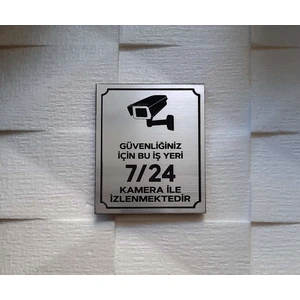 GÜVENLİĞİNİZ
İÇİN BU İŞ YERİ
7/24
KAMERA İLE
İZLENMEKTEDİR